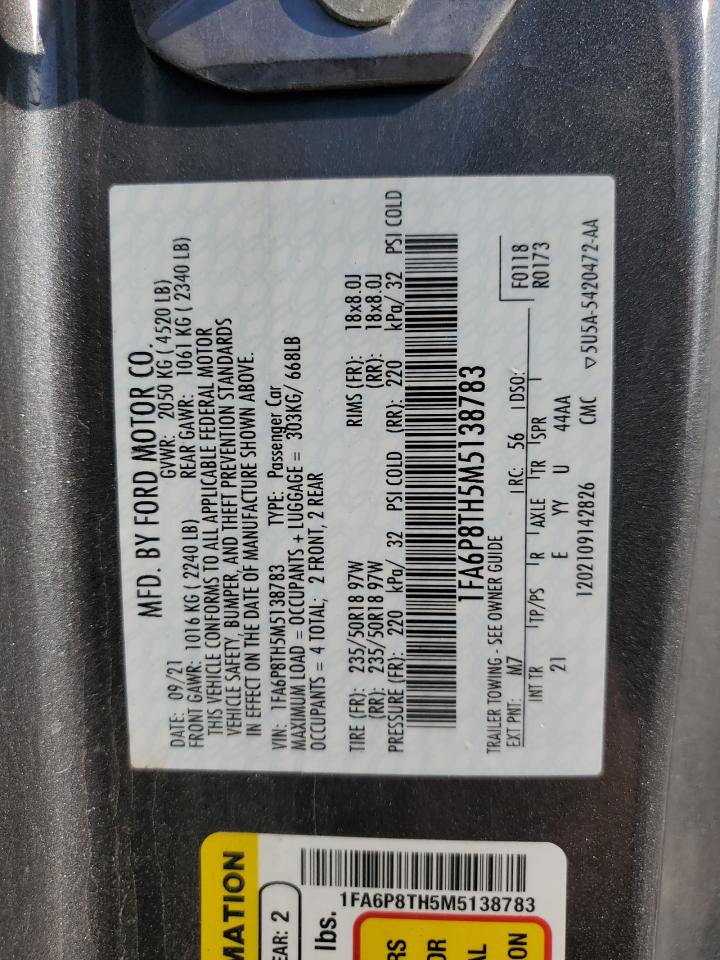 MFD. BY FORD MOTOR CO.
DATE: 09/21 GVWR: 2050 KG ( 4520 LB)
FRONT GAWR: 1016 KG ( 2240 LB) REAR GAWR: 1061 KG ( 2340 LB)
THIS VEHICLE CONFORMS TO ALL APPLICABLE FEDERAL MOTOR
VEHICLE SAFETY, BUMPER, AND THEFT PREVENTION STANDARDS
IN EFFECT ON THE DATE OF MANUFACTURE SHOWN ABOVE.
VIN: 1FA6P8TH5M5138783 TYPE: Passenger Car
MAXIMUM LOAD = OCCUPANTS + LUGGAGE = 303KG/ 668LB
OCCUPANTS = 4 TOTAL; 2 FRONT, 2 REAR
TIRE (FR): 235/50R18 97W RIMS (FR): 18x8.0J
(RR): 235/50R18 97W (RR): 18x8.0J
PRESSURE (FR): 220 kPa/ 32 PSI COLD (RR): 220 kPa/ 32 PSI COLD
1FA6P8TH5M5138783
TRAILER TOWING - SEE OWNER GUIDE
EXT PNT: M7 RC: 56 DSO: F0118
R0173
INT TR TP/PS R AXLE TR SPR
21 E YY U 44AA
1202109142826 CMC ▽5U5A-5420472-AA
MATION
EAR: 2
lbs.
1FA6P8TH5M5138783
RS
OR
AL
ON